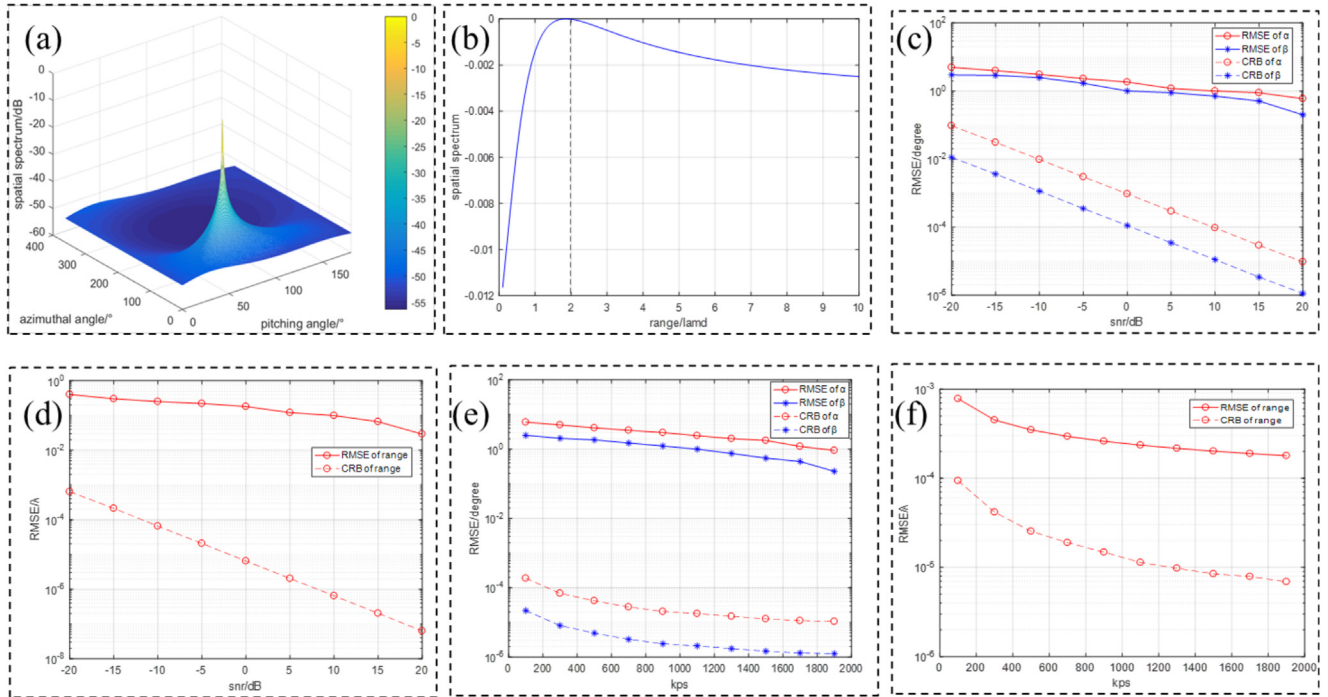 (a)
spatial spectrum/dB
0
-10
-20
-30
-40
-50
-60
400
300
200
100
0
0
50
100
150
azimuthal angle/°
pitching angle/°
0
-5
-10
-15
-20
-25
-30
-35
-40
-45
-50
-55
(b)
spatial spectrum
0
-0.002
-0.004
-0.006
-0.008
-0.01
-0.012
0 1 2 3 4 5 6 7 8 9 10
range/lamd
(c)
RMSE/degree
10^2
10^0
10^-2
10^-4
10^-6
-20 -15 -10 -5 0 5 10 15 20
snr/dB
RMSE of α
RMSE of β
CRB of α
CRB of β
(d)
RMSE/λ
10^0
10^-2
10^-4
10^-6
10^-8
-20 -15 -10 -5 0 5 10 15 20
snr/dB
RMSE of range
CRB of range
(e)
RMSE/degree
10^2
10^0
10^-2
10^-4
10^-6
0 200 400 600 800 1000 1200 1400 1600 1800 2000
kps
RMSE of α
RMSE of β
CRB of α
CRB of β
(f)
RMSE/λ
10^-3
10^-4
10^-5
10^-6
0 200 400 600 800 1000 1200 1400 1600 1800 2000
kps
RMSE of range
CRB of range